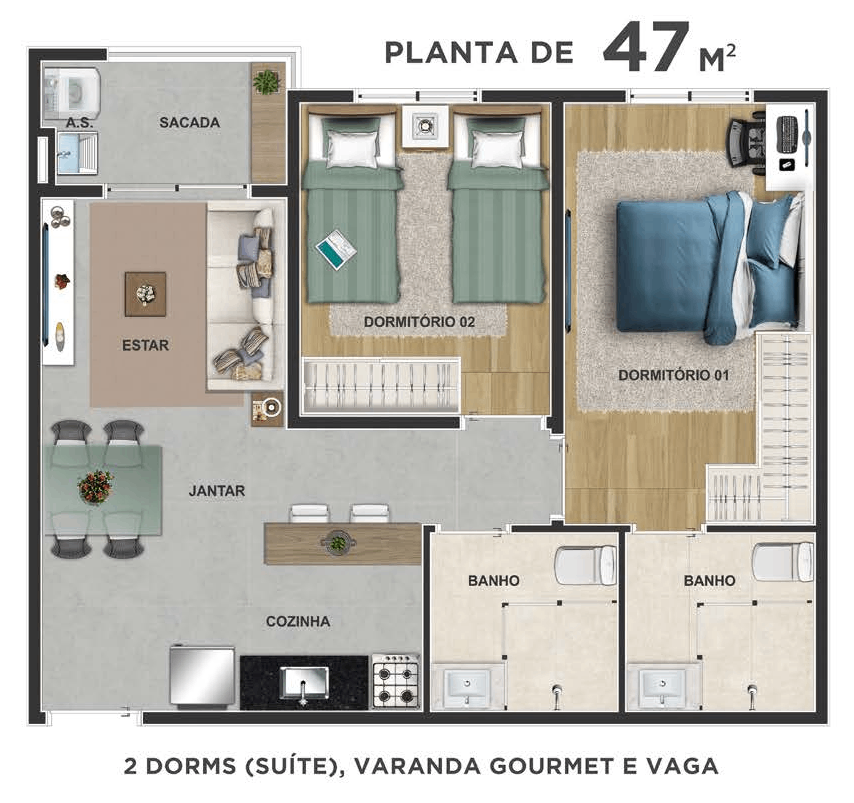 PLANTA DE 47 M²
A.S.
SACADA
DORMITÓRIO 02
ESTAR
DORMITÓRIO 01
JANTAR
BANHO
BANHO
COZINHA
2 DORMS (SUÍTE), VARANDA GOURMET E VAGA